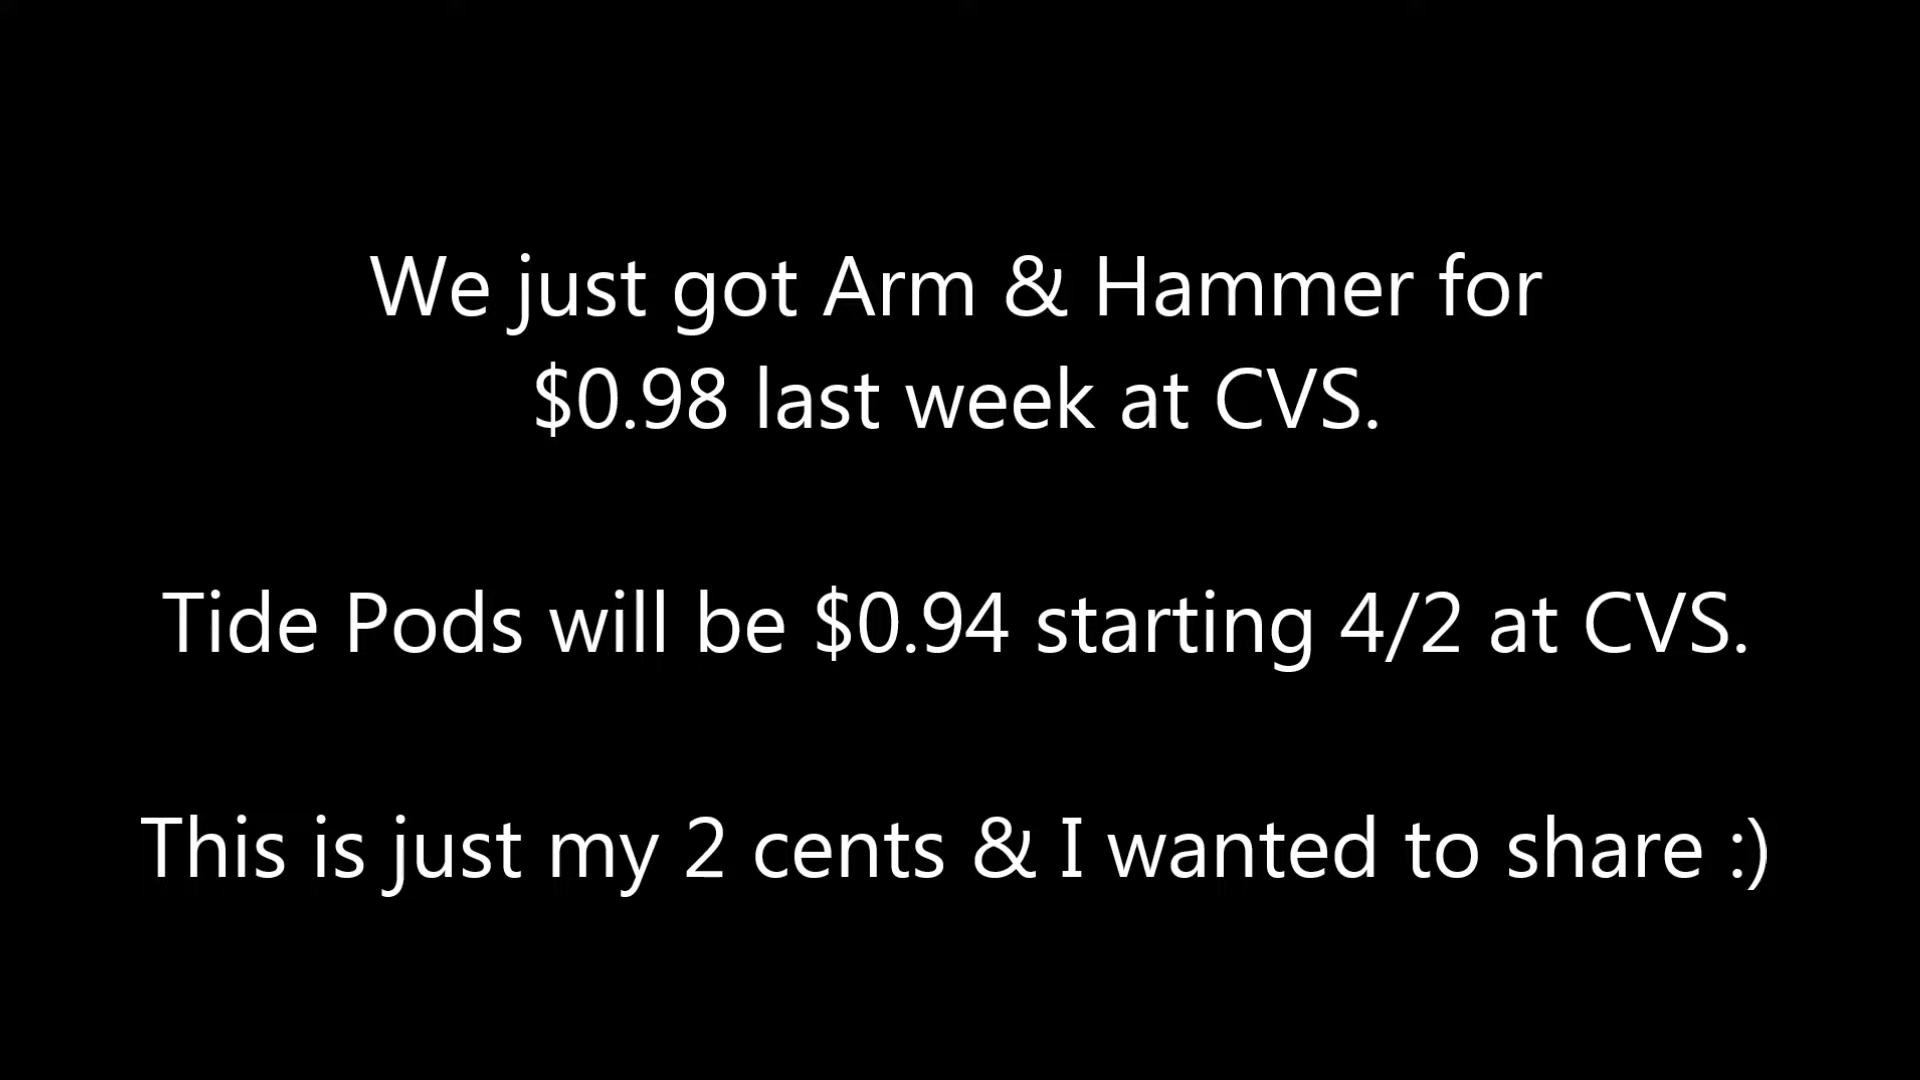 We just got Arm & Hammer for
$0.98 last week at CVS.
Tide Pods will be $0.94 starting 4/2 at CVS.
This is just my 2 cents & I wanted to share :)